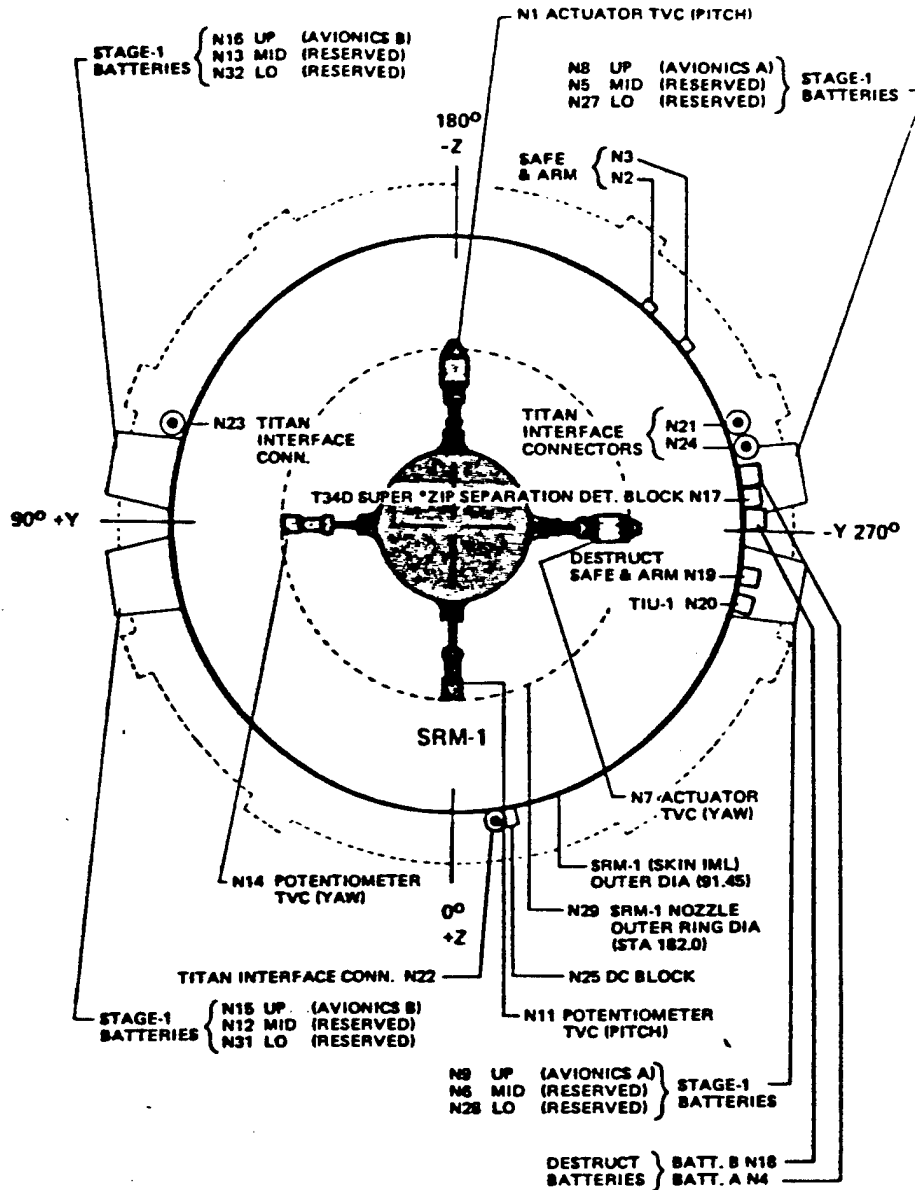 N1 ACTUATOR TVC (PITCH)
STAGE-1 BATTERIES
N16 UP (AVIONICS B)
N13 MID (RESERVED)
N32 LO (RESERVED)
N8 UP (AVIONICS A)
N5 MID (RESERVED)
N27 LO (RESERVED)
STAGE-1 BATTERIES
180° -Z
SAFE & ARM
N3
N2
N23 TITAN INTERFACE CONN.
TITAN INTERFACE CONNECTORS
N21
N24
T34D SUPER *ZIP SEPARATION DET. BLOCK N17
90° +Y
-Y 270°
DESTRUCT SAFE & ARM N19
TIU-1 N20
SRM-1
N7 ACTUATOR TVC (YAW)
N14 POTENTIOMETER TVC (YAW)
SRM-1 (SKIN IML) OUTER DIA (91.45)
0° +Z
N29 SRM-1 NOZZLE OUTER RING DIA (STA 182.0)
TITAN INTERFACE CONN. N22
N25 DC BLOCK
STAGE-1 BATTERIES
N15 UP (AVIONICS B)
N12 MID (RESERVED)
N31 LO (RESERVED)
N11 POTENTIOMETER TVC (PITCH)
N9 UP (AVIONICS A)
N6 MID (RESERVED)
N28 LO (RESERVED)
STAGE-1 BATTERIES
DESTRUCT BATTERIES
BATT. B N18
BATT. A N4